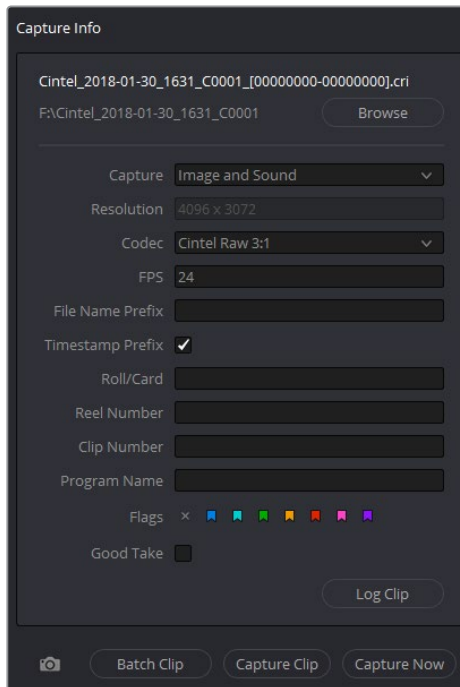 Capture Info
Cintel_2018-01-30_1631_C0001_[00000000-00000000].cri
F:\Cintel_2018-01-30_1631_C0001
Browse
Capture Image and Sound
Resolution 4096 x 3072
Codec Cintel Raw 3:1
FPS 24
File Name Prefix
Timestamp Prefix
Roll/Card
Reel Number
Clip Number
Program Name
Flags
Good Take
Log Clip
Batch Clip Capture Clip Capture Now